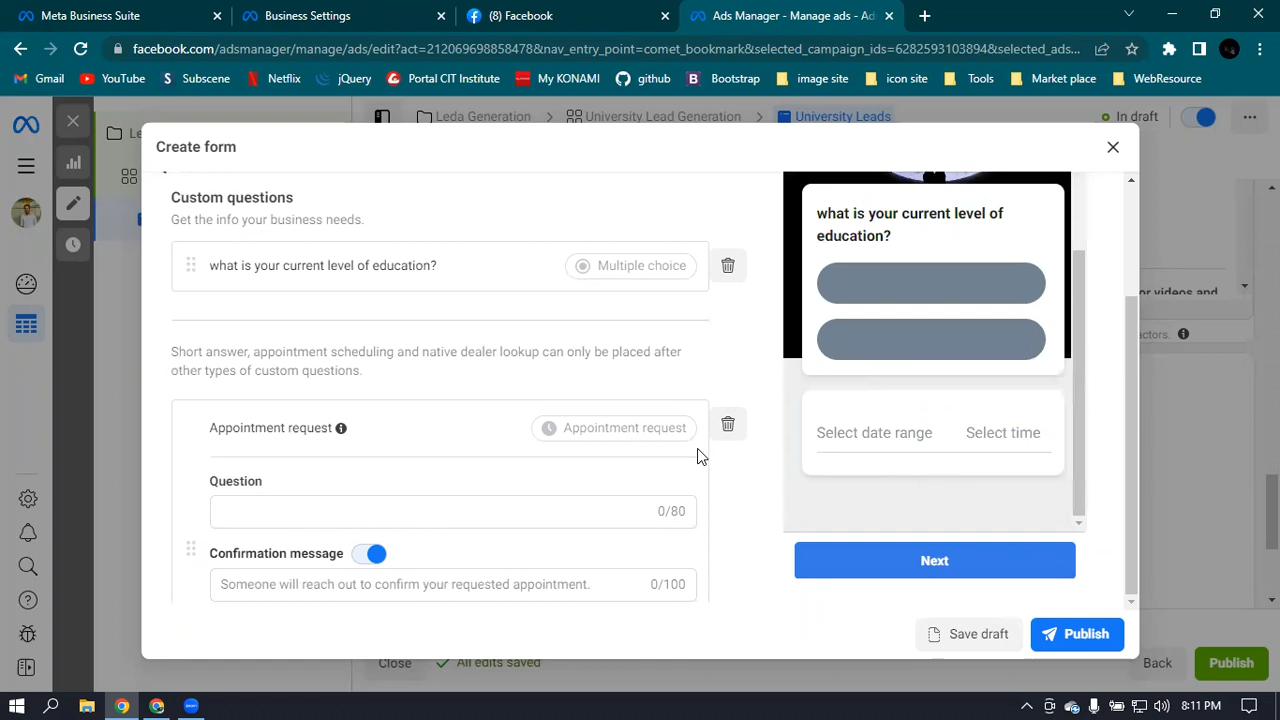 Meta Business Suite
Business Settings
(8) Facebook
Ads Manager - Manage ads - Ad
facebook.com/adsmanager/manage/ads/edit?act=212069698858478&nav_entry_point=comet_bookmark&selected_campaign_ids=62825931038948&selected_ads...
Gmail
YouTube
Subscene
Netflix
jQuery
Portal CIT Institute
My KONAMI
github
Bootstrap
image site
icon site
Tools
Market place
WebResource
Leda Generation
University Lead Generation
University Leads
In draft
Create form
Custom questions
Get the info your business needs.
what is your current level of education?
Multiple choice
Short answer, appointment scheduling and native dealer lookup can only be placed after
other types of custom questions.
Appointment request
Appointment request
Question
0/80
Confirmation message
Someone will reach out to confirm your requested appointment.
0/100
what is your current level of
education?
Select date range
Select time
Next
Save draft
Publish
or videos and
actors.
Close
All edits saved
Back
Publish
8:11 PM